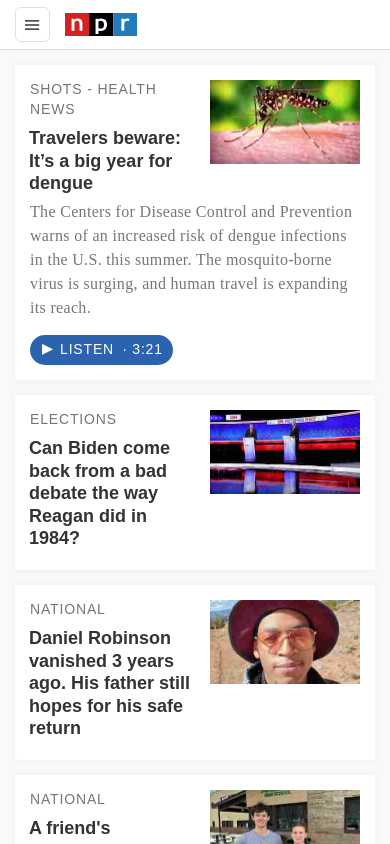 npr
SHOTS - HEALTH
NEWS
Travelers beware:
It’s a big year for
dengue
The Centers for Disease Control and Prevention
warns of an increased risk of dengue infections
in the U.S. this summer. The mosquito-borne
virus is surging, and human travel is expanding
its reach.
LISTEN · 3:21
ELECTIONS
Can Biden come
back from a bad
debate the way
Reagan did in
1984?
NATIONAL
Daniel Robinson
vanished 3 years
ago. His father still
hopes for his safe
return
NATIONAL
HIGH SCHOOL
A friend's